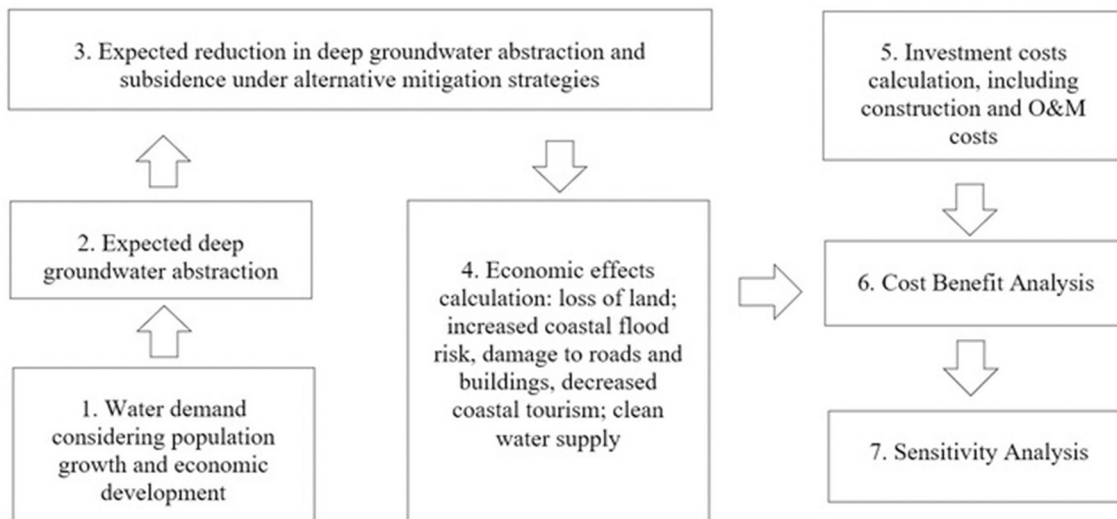 3. Expected reduction in deep groundwater abstraction and
subsidence under alternative mitigation strategies
5. Investment costs
calculation, including
construction and O&M
costs
2. Expected deep
groundwater abstraction
4. Economic effects
calculation: loss of land;
increased coastal flood
risk, damage to roads and
buildings, decreased
coastal tourism; clean
water supply
6. Cost Benefit Analysis
1. Water demand
considering population
growth and economic
development
7. Sensitivity Analysis